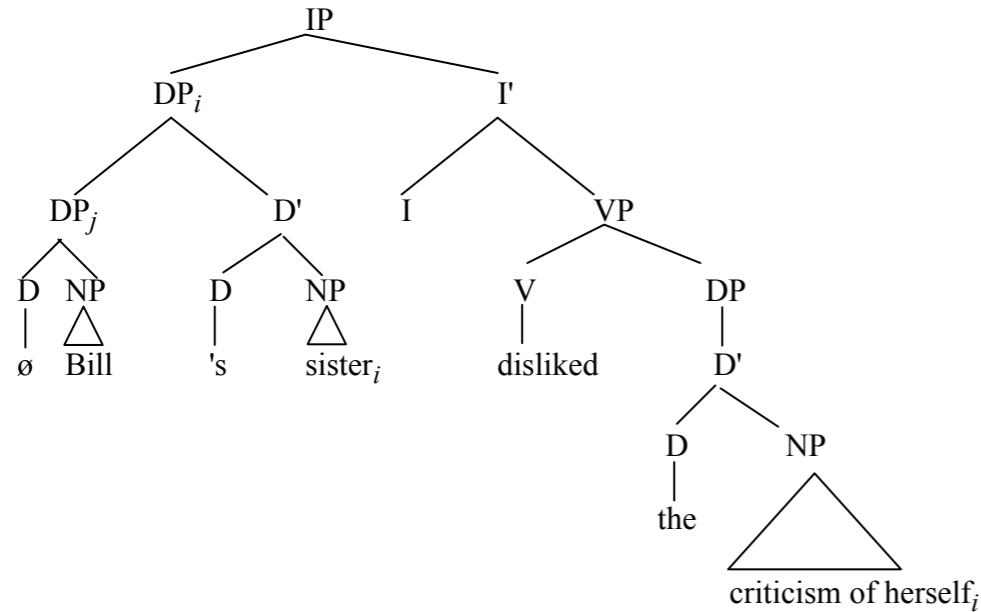 IP
DPi I'
DPj D' I VP
D NP D NP V DP
ø Bill 's sisteri disliked D'
D NP
the
criticism of herselfi